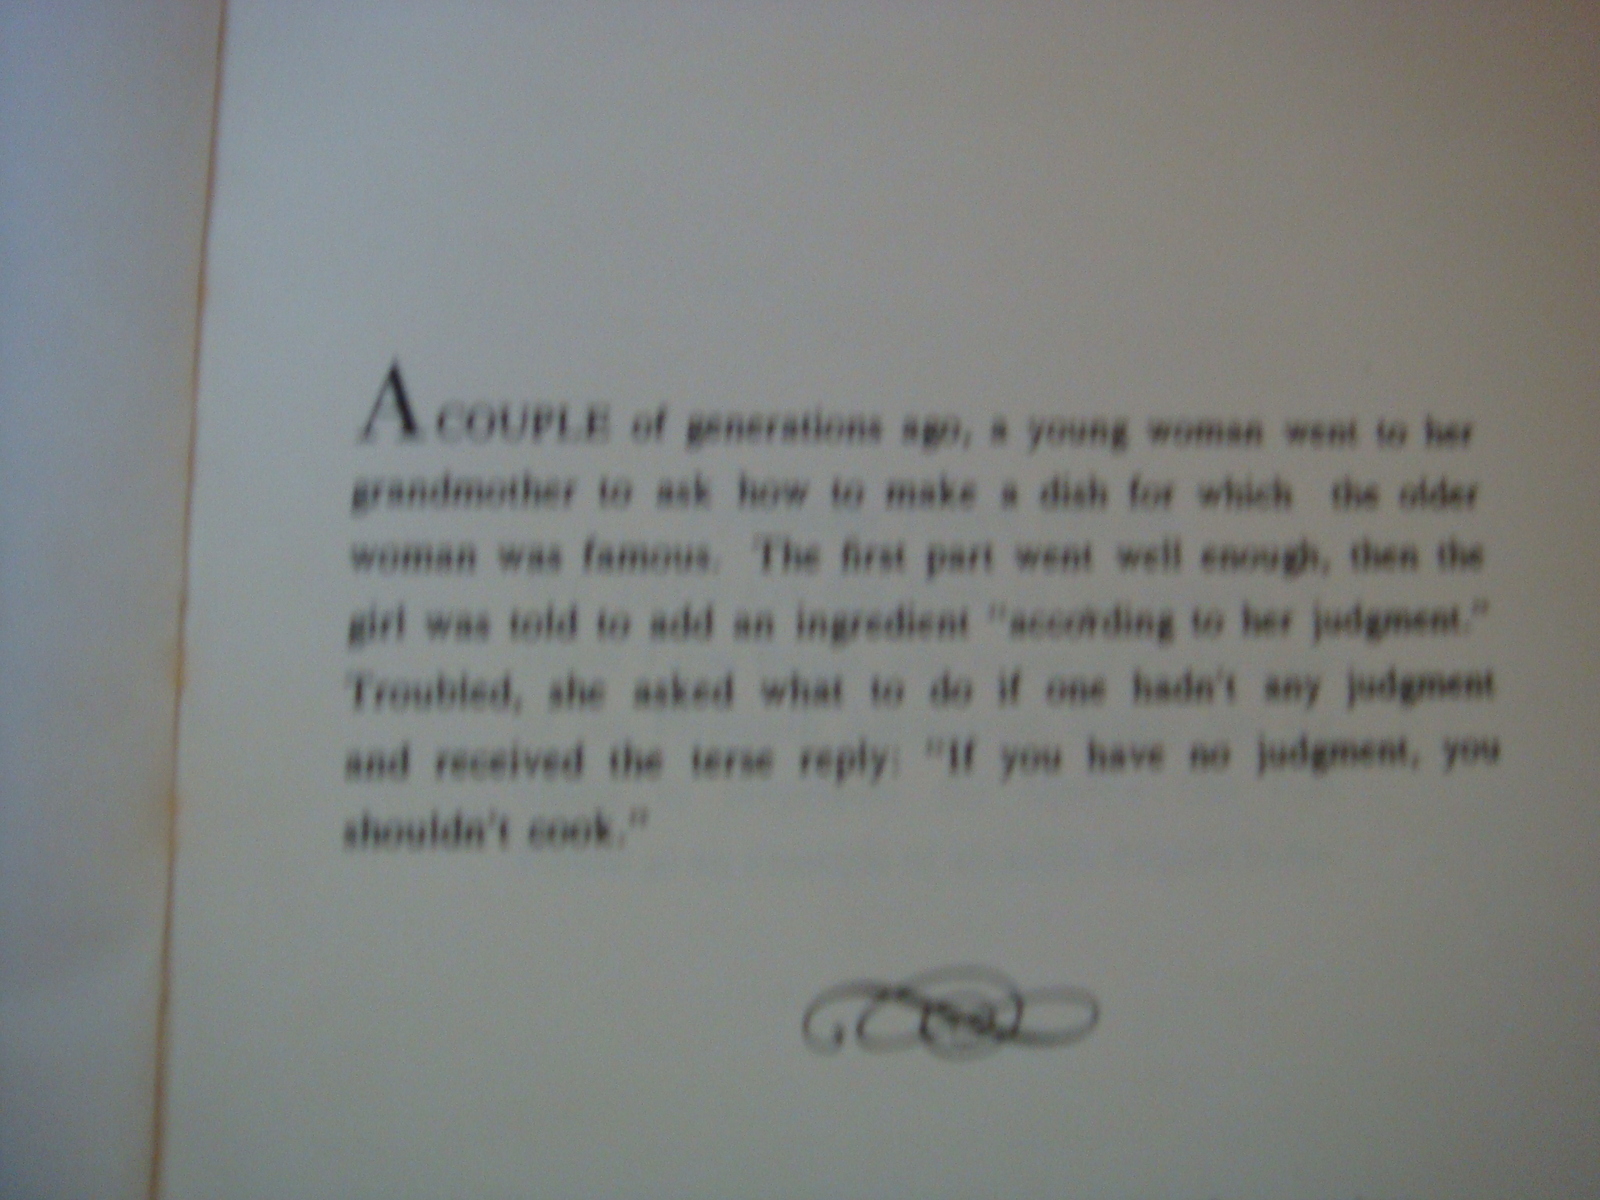 A COUPLE of generations ago, a young woman went to her
grandmother to ask how to make a dish for which the older
woman was famous. The first part went well enough, then the
girl was told to add an ingredient "according to her judgment."
Troubled, she asked what to do if one hadn't any judgment
and received the terse reply: "If you have no judgment, you
shouldn't cook."